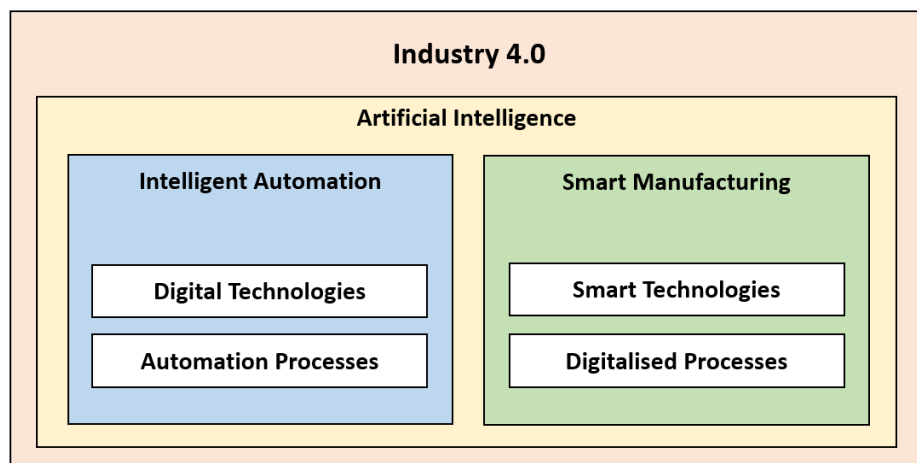 Industry 4.0
Artificial Intelligence
Intelligent Automation
Digital Technologies
Automation Processes
Smart Manufacturing
Smart Technologies
Digitalised Processes